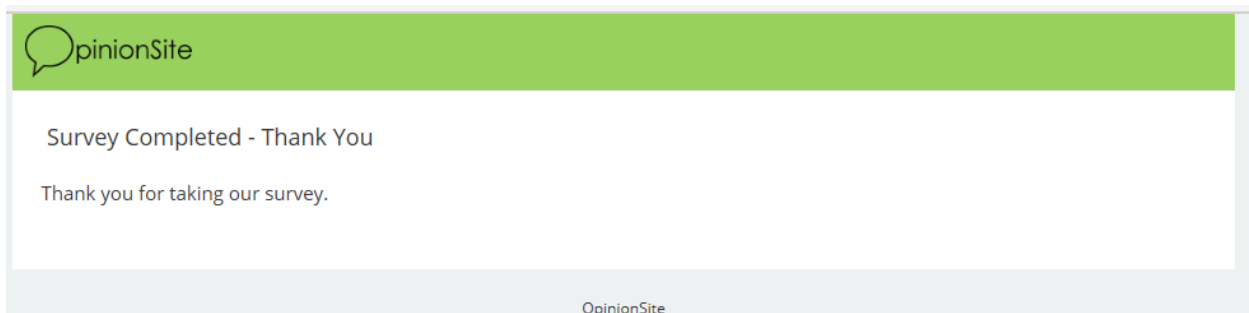 OpinionSite
Survey Completed - Thank You
Thank you for taking our survey.
OpinionSite